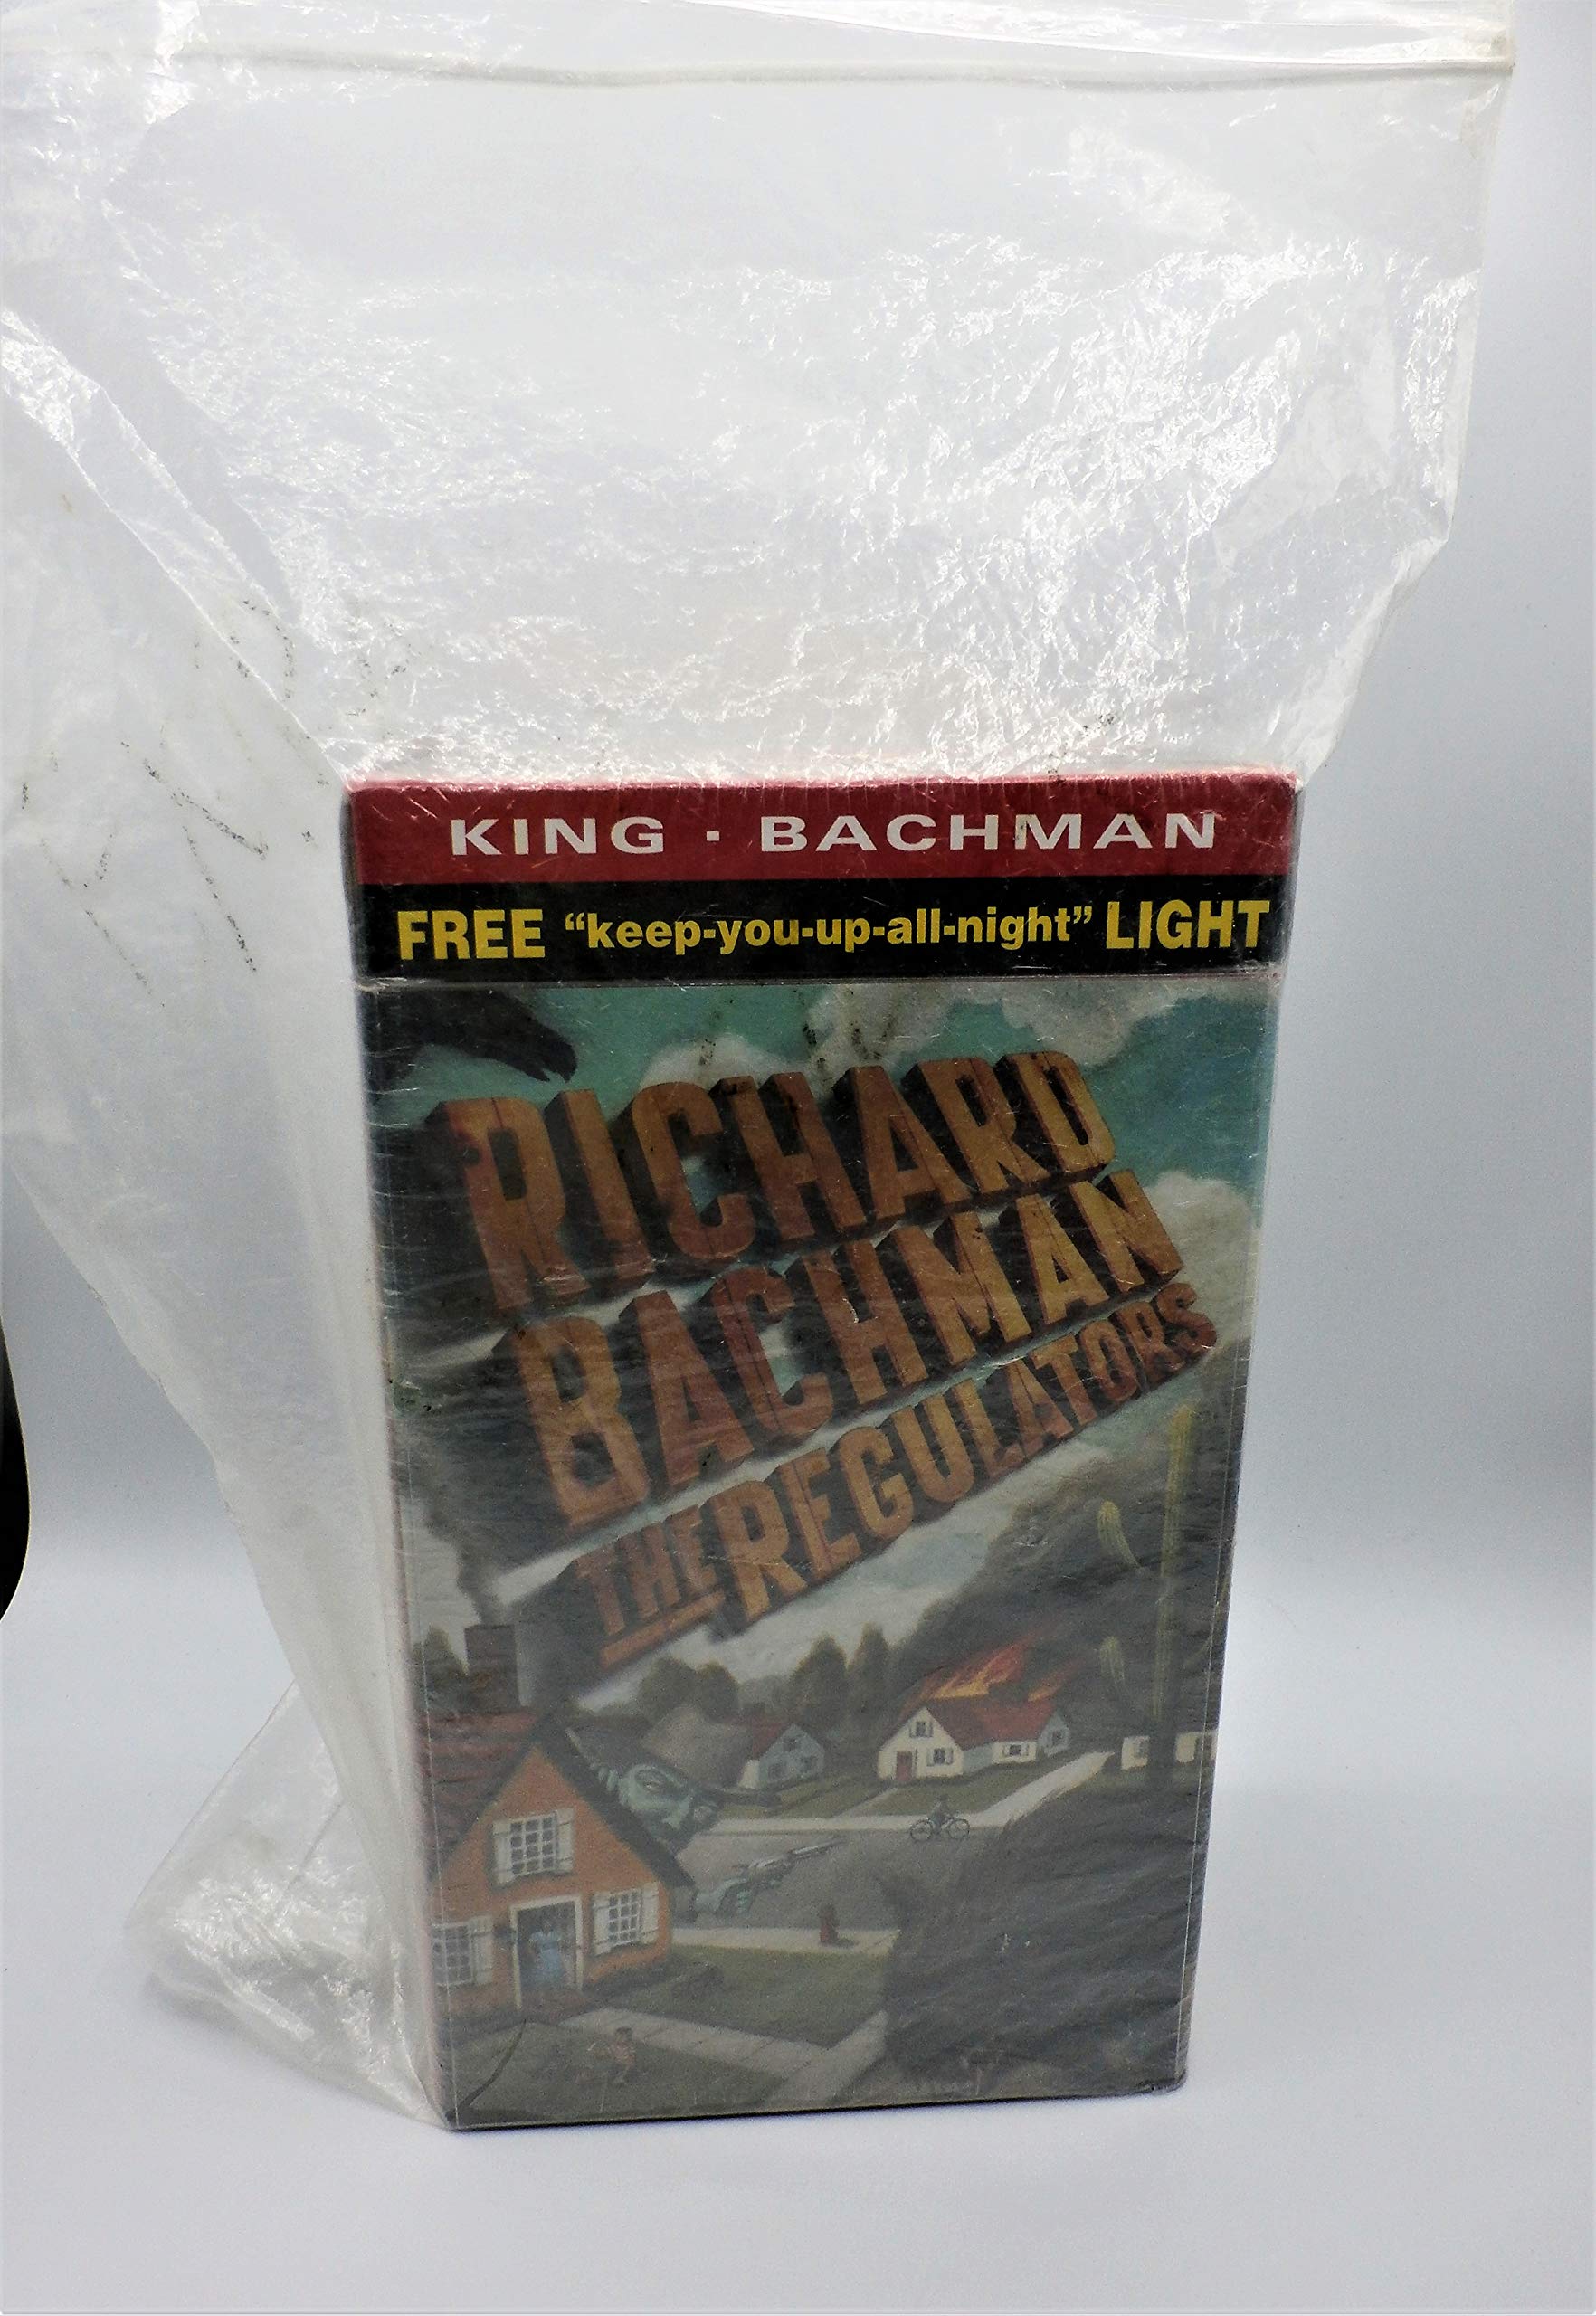 KING · BACHMAN
FREE “keep-you-up-all-night” LIGHT
RICHARD
BACHMAN
THE REGULATORS